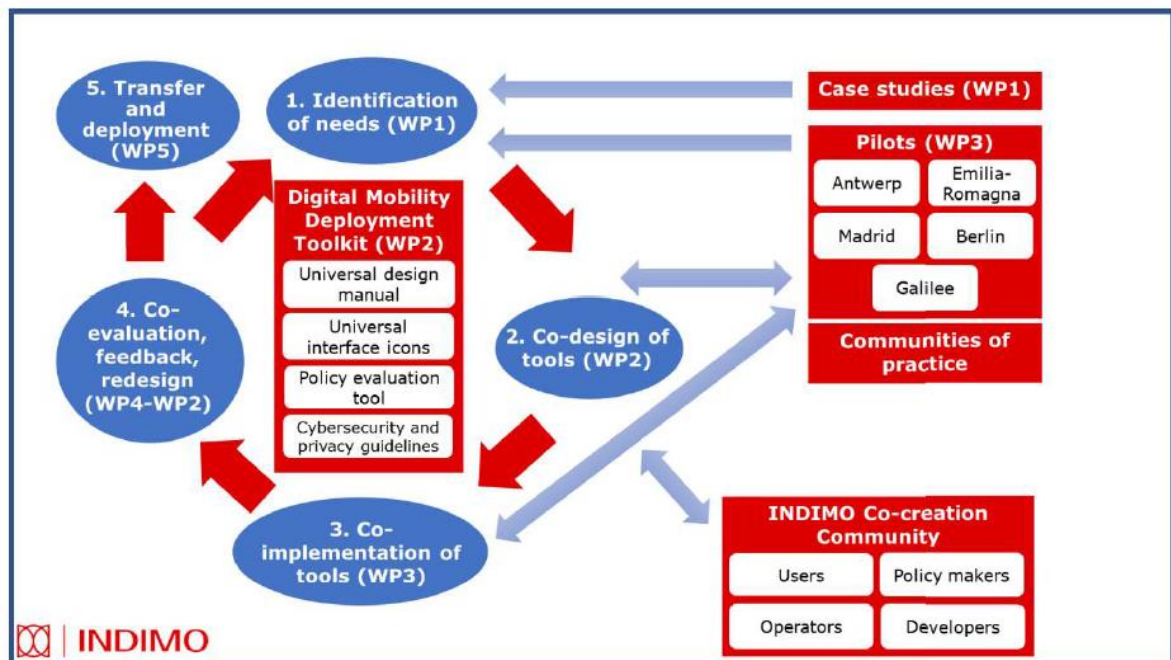 5. Transfer
and
deployment
(WP5)
1. Identification
of needs (WP1)
Case studies (WP1)
Pilots (WP3)
Antwerp
Emilia-
Romagna
Madrid
Berlin
Galilee
Communities of
practice
Digital Mobility
Deployment
Toolkit (WP2)
Universal design
manual
Universal
interface icons
Policy evaluation
tool
Cybersecurity and
privacy guidelines
2. Co-design of
tools (WP2)
4. Co-
evaluation,
feedback,
redesign
(WP4-WP2)
3. Co-
implementation of
tools (WP3)
INDIMO Co-creation
Community
Users
Policy makers
Operators
Developers
INDIMO